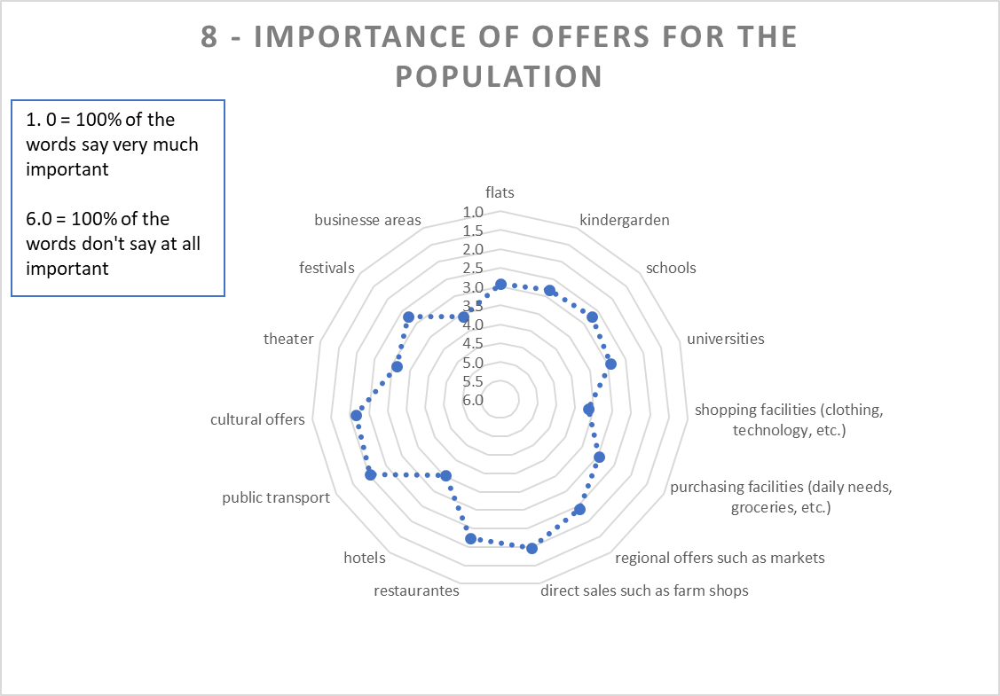 8 - IMPORTANCE OF OFFERS FOR THE
POPULATION
1. 0 = 100% of the
words say very much
important
6.0 = 100% of the
words don't say at all
important
flats
kindergarden
schools
universities
shopping facilities (clothing,
technology, etc.)
purchasing facilities (daily needs,
groceries, etc.)
regional offers such as markets
direct sales such as farm shops
restaurantes
hotels
public transport
cultural offers
theater
festivals
businesse areas
1.0
1.5
2.0
2.5
3.0
3.5
4.0
4.5
5.0
5.5
6.0